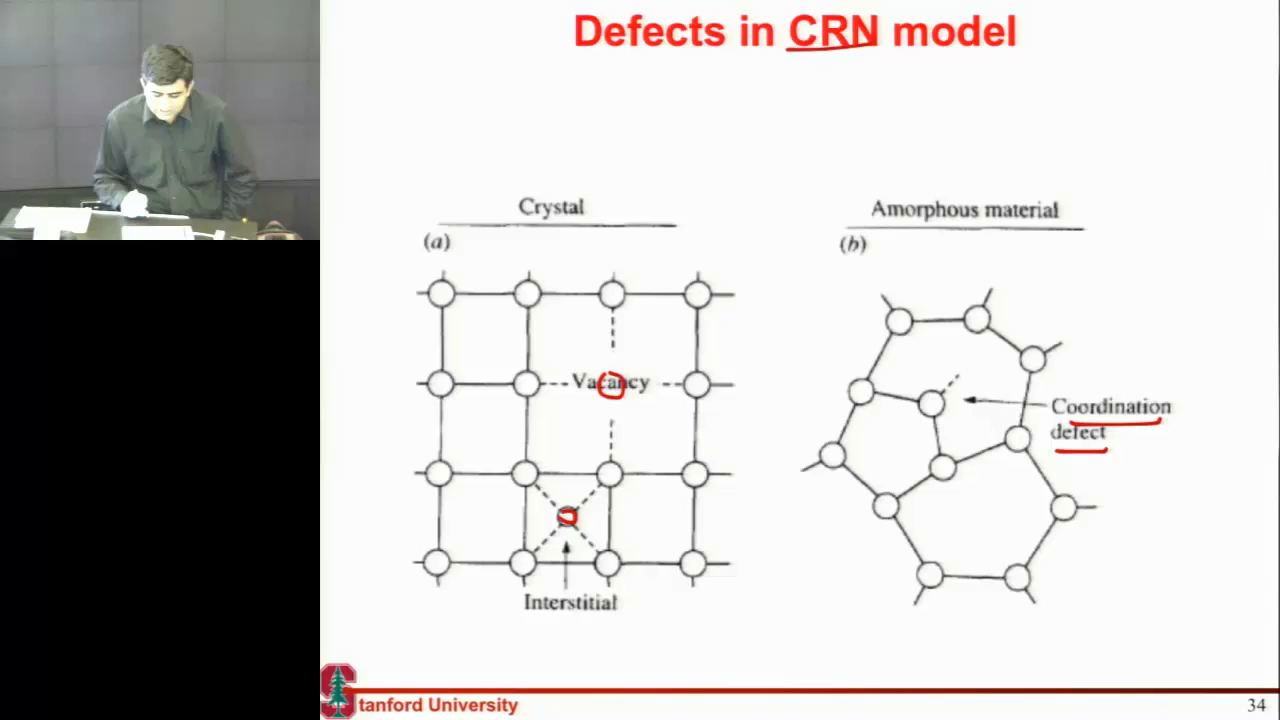 Defects in CRN model
Crystal
(a)
Amorphous material
(b)
Vacancy
Coordination
defect
Interstitial
Stanford University
34